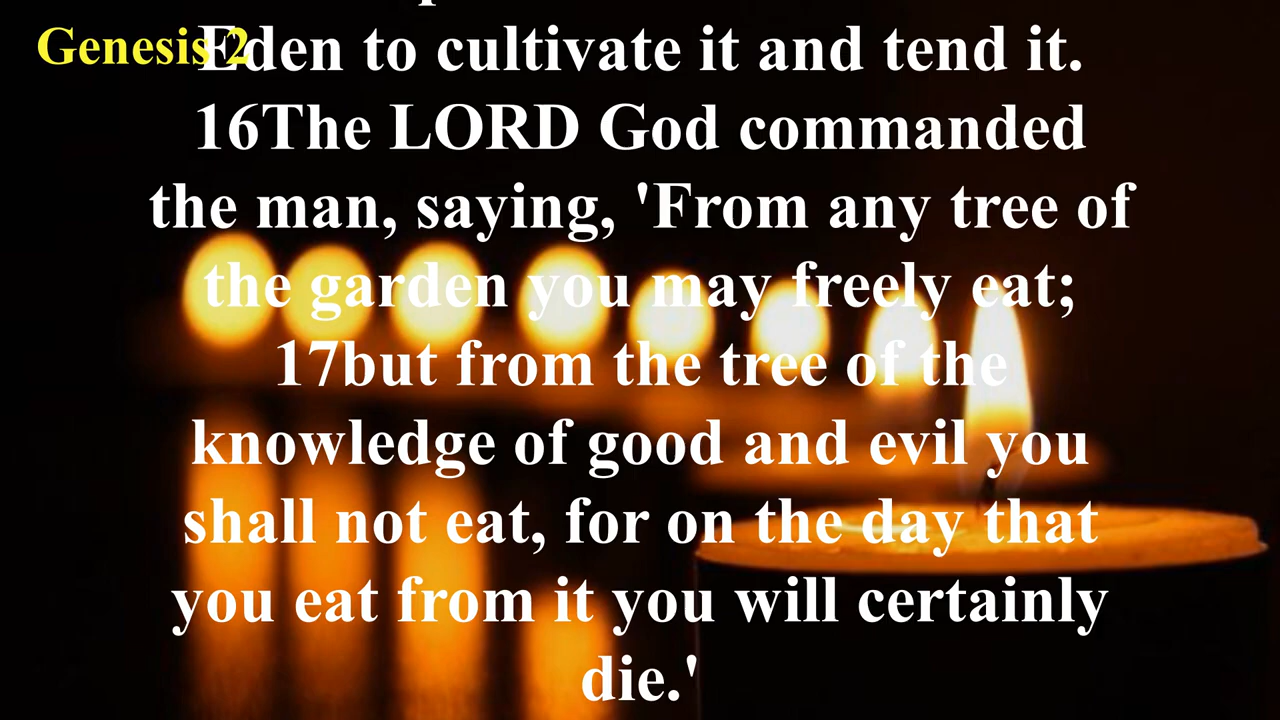 Genesis 2
Eden to cultivate it and tend it.
16The LORD God commanded
the man, saying, 'From any tree of
the garden you may freely eat;
17but from the tree of the
knowledge of good and evil you
shall not eat, for on the day that
you eat from it you will certainly
die.'